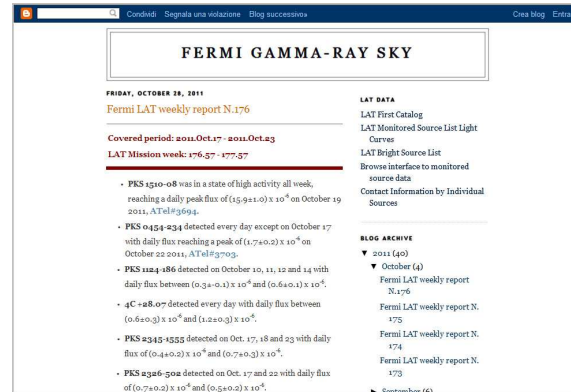 Condividi Segnala una violazione Blog successivo» Crea blog Entra
FERMI GAMMA-RAY SKY
FRIDAY, OCTOBER 28, 2011
Fermi LAT weekly report N.176
Covered period: 2011.Oct.17 - 2011.Oct.23
LAT Mission week: 176.57 - 177.57
• PKS 1510-08 was in a state of high activity all week,
reaching a daily peak flux of (15.9±1.0) x 10⁻⁶ on October 19
2011, ATel#3694.
• PKS 0454-234 detected every day except on October 17
with daily flux reaching a peak of (1.7±0.2) x 10⁻⁶ on
October 22 2011, ATel#3703.
• PKS 1124-186 detected on October 10, 11, 12 and 14 with
daily flux between (0.3±-0.1) x 10⁻⁶ and (0.6±0.1) x 10⁻⁶.
• 4C +28.07 detected every day with daily flux between
(0.6±0.3) x 10⁻⁶ and (1.2±0.3) x 10⁻⁶.
• PKS 2345-1555 detected on Oct. 17, 18 and 23 with daily
flux of (0.4±0.2) x 10⁻⁶ and (0.7±0.3) x 10⁻⁶.
• PKS 2326-502 detected on Oct. 17 and 22 with daily flux
of (0.7±0.2) x 10⁻⁶ and (0.5±0.2) x 10⁻⁶.
LAT DATA
LAT First Catalog
LAT Monitored Source List Light
Curves
LAT Bright Source List
Browse interface to monitored
source data
Contact Information by Individual
Sources
BLOG ARCHIVE
▼ 2011 (40)
▼ October (4)
Fermi LAT weekly report
N.176
Fermi LAT weekly report N.
175
Fermi LAT weekly report N.
174
Fermi LAT weekly report N.
173
► September (6)